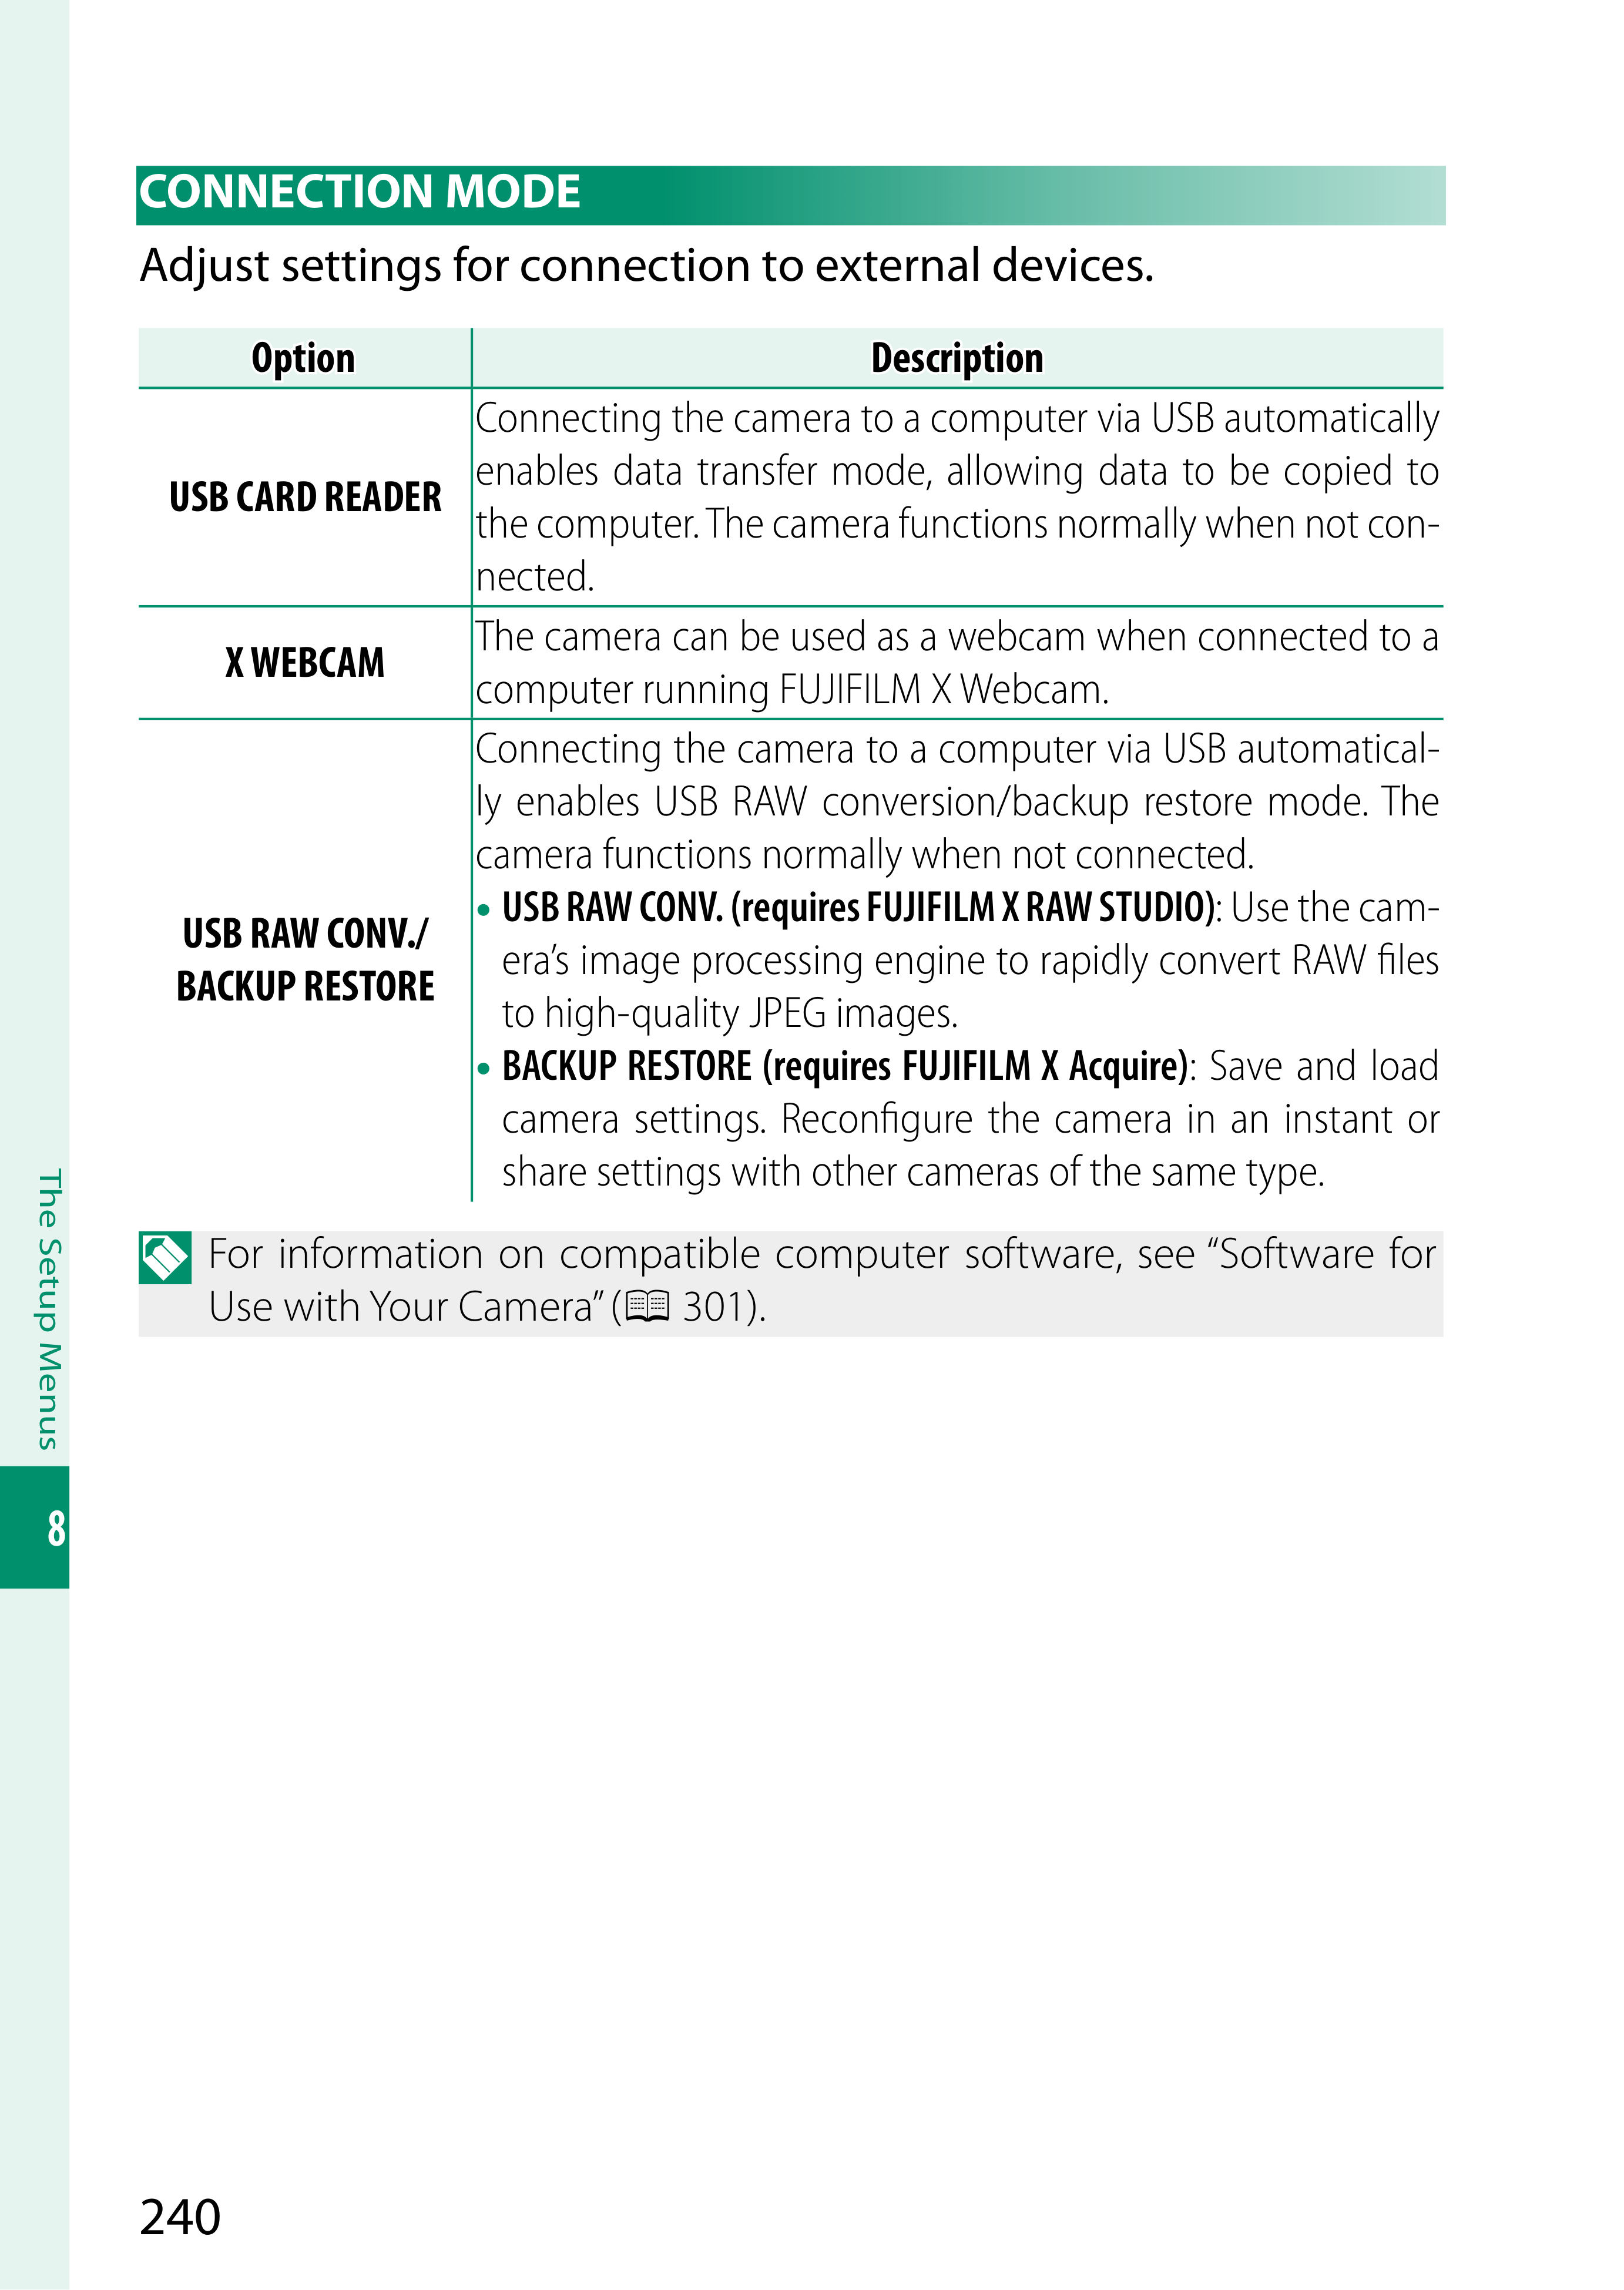 CONNECTION MODE
Adjust settings for connection to external devices.
Option
Description
USB CARD READER
Connecting the camera to a computer via USB automatically
enables data transfer mode, allowing data to be copied to
the computer. The camera functions normally when not con-
nected.
X WEBCAM
The camera can be used as a webcam when connected to a
computer running FUJIFILM X Webcam.
USB RAW CONV./
BACKUP RESTORE
Connecting the camera to a computer via USB automatical-
ly enables USB RAW conversion/backup restore mode. The
camera functions normally when not connected.
• USB RAW CONV. (requires FUJIFILM X RAW STUDIO): Use the cam-
era’s image processing engine to rapidly convert RAW files
to high-quality JPEG images.
• BACKUP RESTORE (requires FUJIFILM X Acquire): Save and load
camera settings. Reconfigure the camera in an instant or
share settings with other cameras of the same type.
For information on compatible computer software, see “Software for
Use with Your Camera” (📖 301).
The Setup Menus
8
240